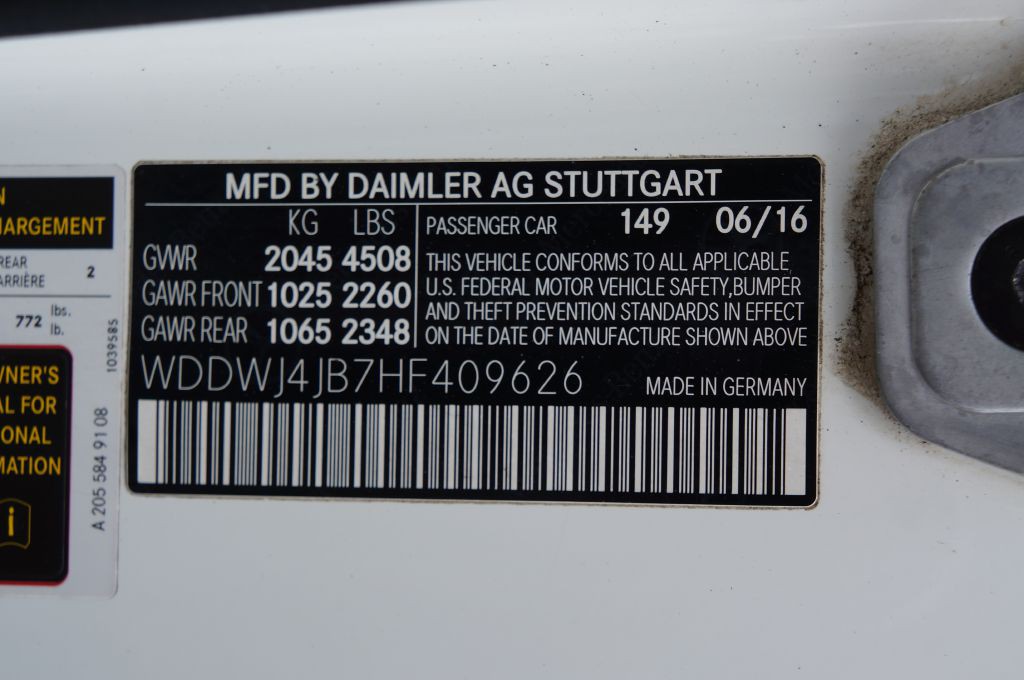 N
HARGEMENT
REAR
ARRIÈRE
2
772
lbs.
lb.
1039585
WNER'S
AL FOR
IONAL
MATION
i
A 205 584 91 08
MFD BY DAIMLER AG STUTTGART
KG LBS
GVWR 2045 4508
GAWR FRONT 1025 2260
GAWR REAR 1065 2348
PASSENGER CAR 149 06/16
THIS VEHICLE CONFORMS TO ALL APPLICABLE
U.S. FEDERAL MOTOR VEHICLE SAFETY,BUMPER
AND THEFT PREVENTION STANDARDS IN EFFECT
ON THE DATE OF MANUFACTURE SHOWN ABOVE
WDDWJ4JB7HF409626
MADE IN GERMANY